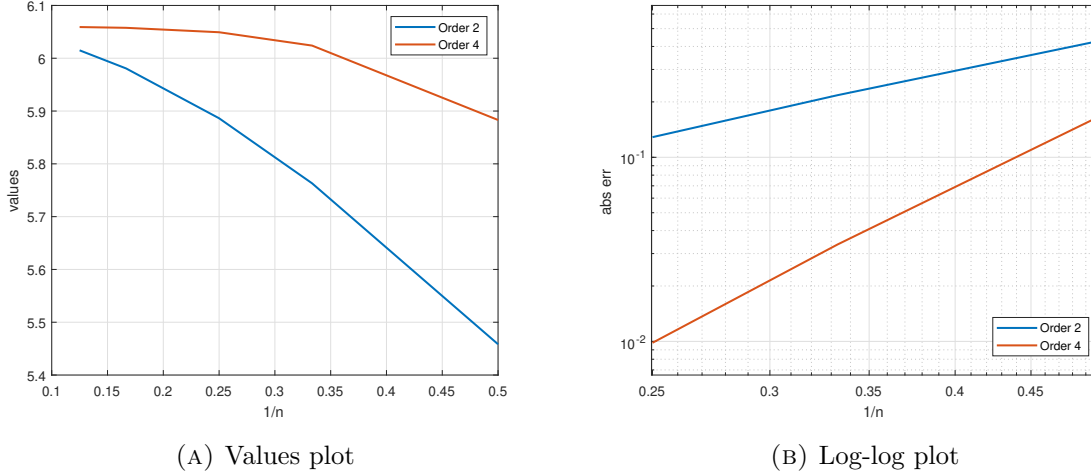 6.1
6
5.9
5.8
5.7
5.6
5.5
5.4
values
0.1 0.15 0.2 0.25 0.3 0.35 0.4 0.45 0.5
1/n
Order 2
Order 4
(A) Values plot
10-1
10-2
abs err
0.25 0.3 0.35 0.4 0.45
1/n
Order 2
Order 4
(B) Log-log plot